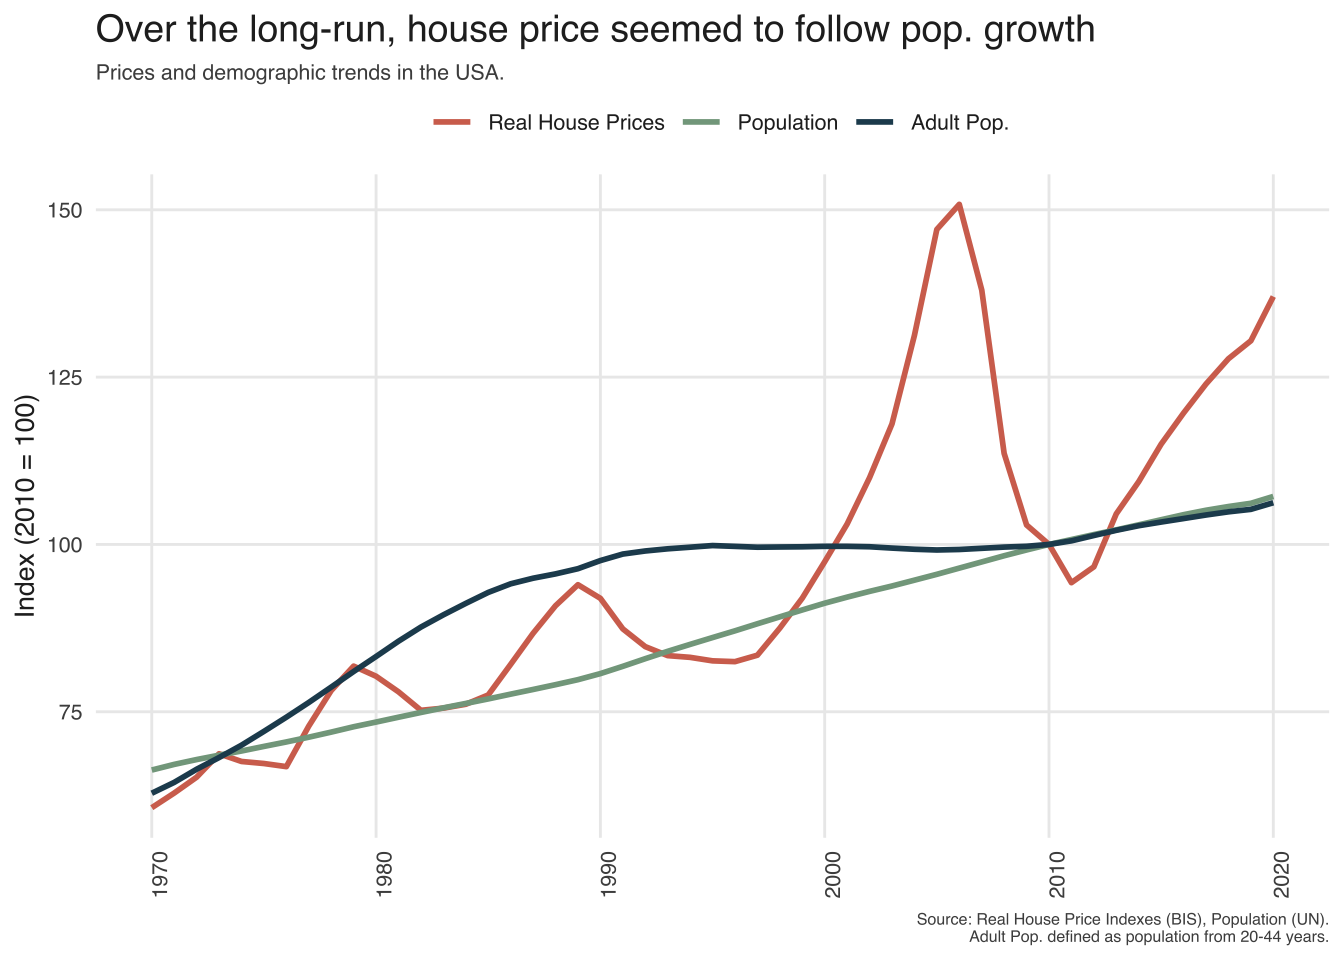 Over the long-run, house price seemed to follow pop. growth
Prices and demographic trends in the USA.
Real House Prices Population Adult Pop.
Index (2010 = 100)
150
125
100
75
1970 1980 1990 2000 2010 2020
Source: Real House Price Indexes (BIS), Population (UN).
Adult Pop. defined as population from 20-44 years.